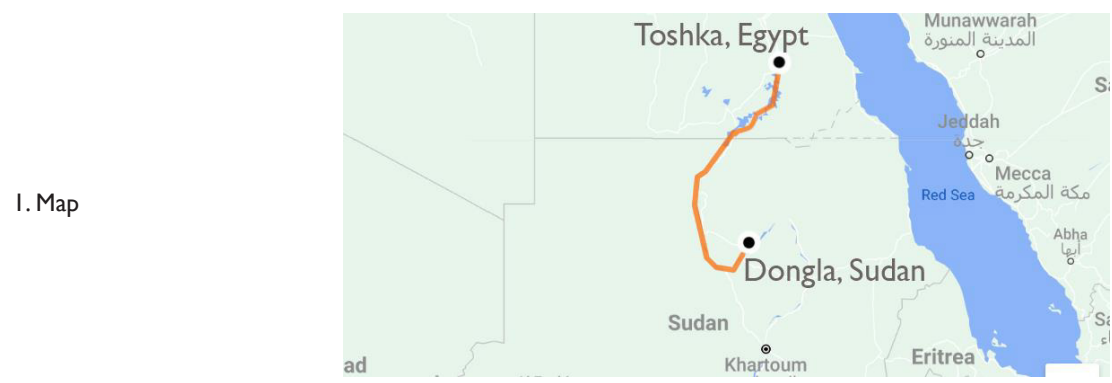 Munawwarah
المدينة المنورة
Toshka, Egypt
Jeddah
جدة
Mecca
مكة المكرمة
Red Sea
1. Map
Abha
أبها
Dongla, Sudan
Sudan
Khartoum
Eritrea
ad